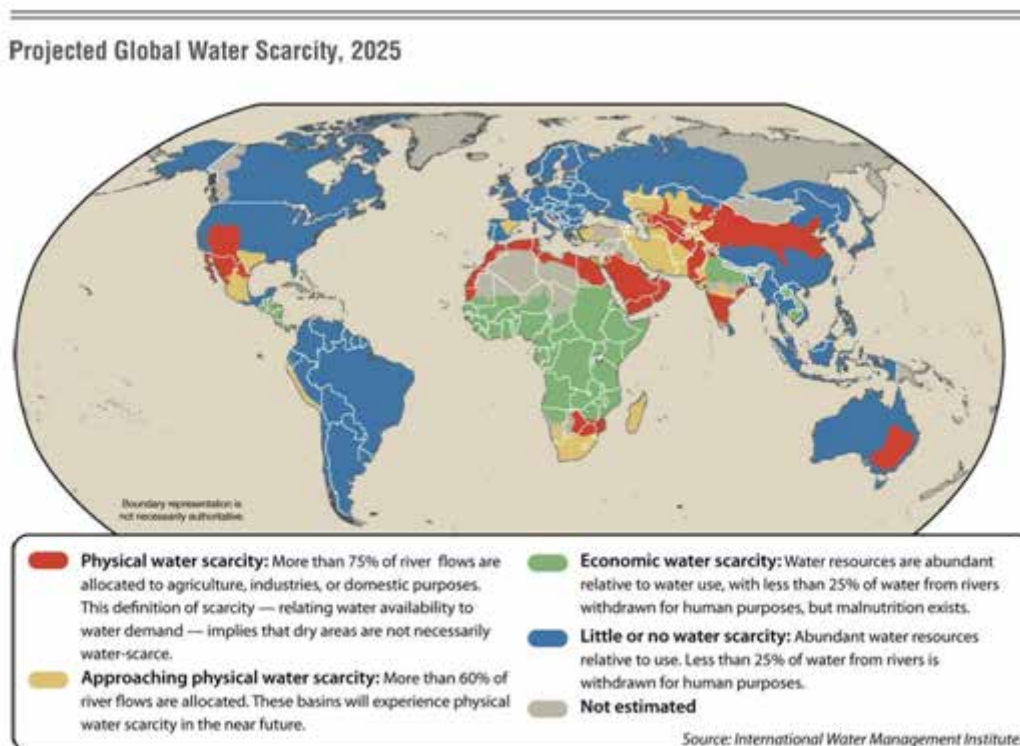 Projected Global Water Scarcity, 2025
Boundary representation is
not necessarily authoritative.
Physical water scarcity: More than 75% of river flows are
allocated to agriculture, industries, or domestic purposes.
This definition of scarcity — relating water availability to
water demand — implies that dry areas are not necessarily
water-scarce.
Approaching physical water scarcity: More than 60% of
river flows are allocated. These basins will experience physical
water scarcity in the near future.
Economic water scarcity: Water resources are abundant
relative to water use, with less than 25% of water from rivers
withdrawn for human purposes, but malnutrition exists.
Little or no water scarcity: Abundant water resources
relative to use. Less than 25% of water from rivers is
withdrawn for human purposes.
Not estimated
Source: International Water Management Institute